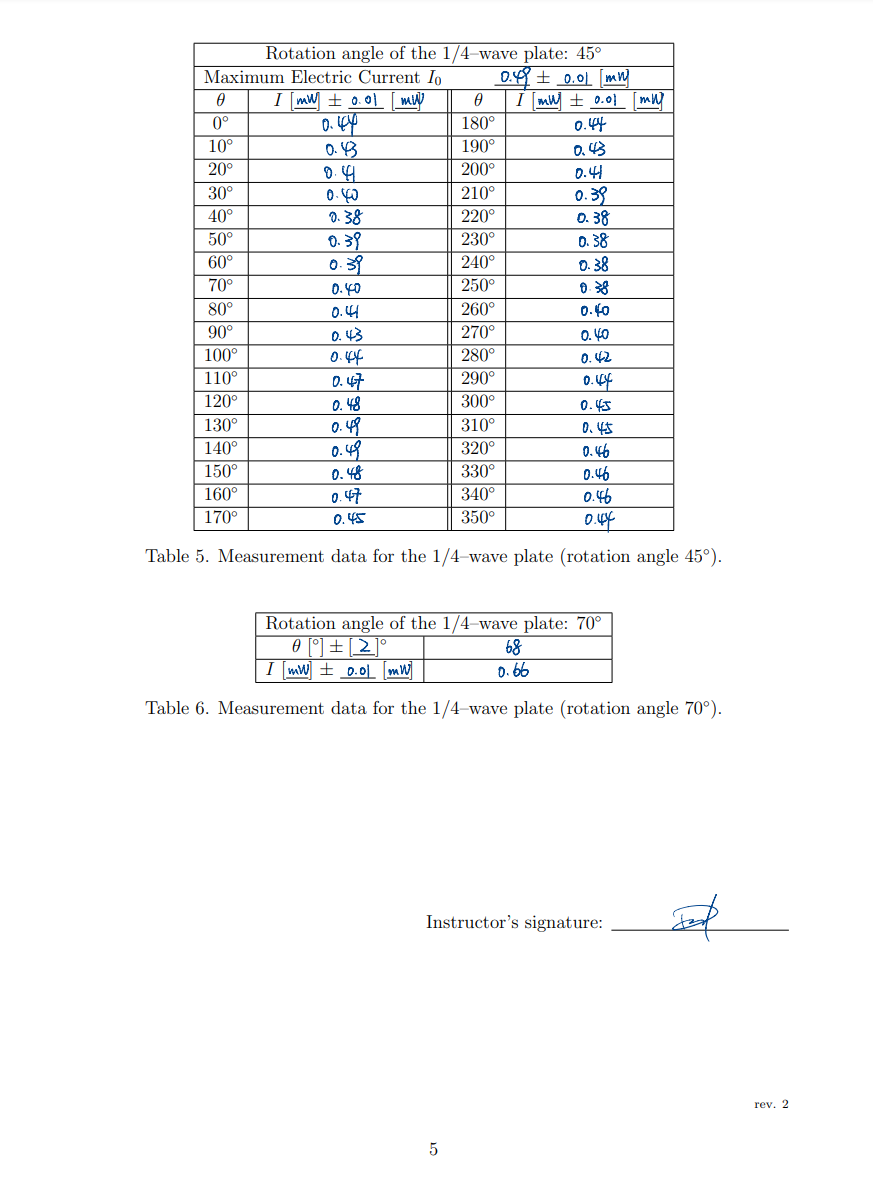 Rotation angle of the 1/4–wave plate: 45°
Maximum Electric Current I₀ 0.49 ± 0.01 [mW]
θ I [mW] ± 0.01 [mW] θ I [mW] ± 0.01 [mW]
0° 0.44 180° 0.44
10° 0.43 190° 0.43
20° 0.41 200° 0.41
30° 0.40 210° 0.39
40° 0.38 220° 0.38
50° 0.39 230° 0.38
60° 0.39 240° 0.38
70° 0.40 250° 0.38
80° 0.41 260° 0.40
90° 0.43 270° 0.40
100° 0.44 280° 0.42
110° 0.47 290° 0.44
120° 0.48 300° 0.45
130° 0.49 310° 0.45
140° 0.49 320° 0.46
150° 0.48 330° 0.46
160° 0.47 340° 0.46
170° 0.45 350° 0.44
Table 5. Measurement data for the 1/4–wave plate (rotation angle 45°).
Rotation angle of the 1/4–wave plate: 70°
θ [°] ± [2]° 68
I [mW] ± 0.01 [mW] 0.66
Table 6. Measurement data for the 1/4–wave plate (rotation angle 70°).
Instructor's signature:
rev. 2
5